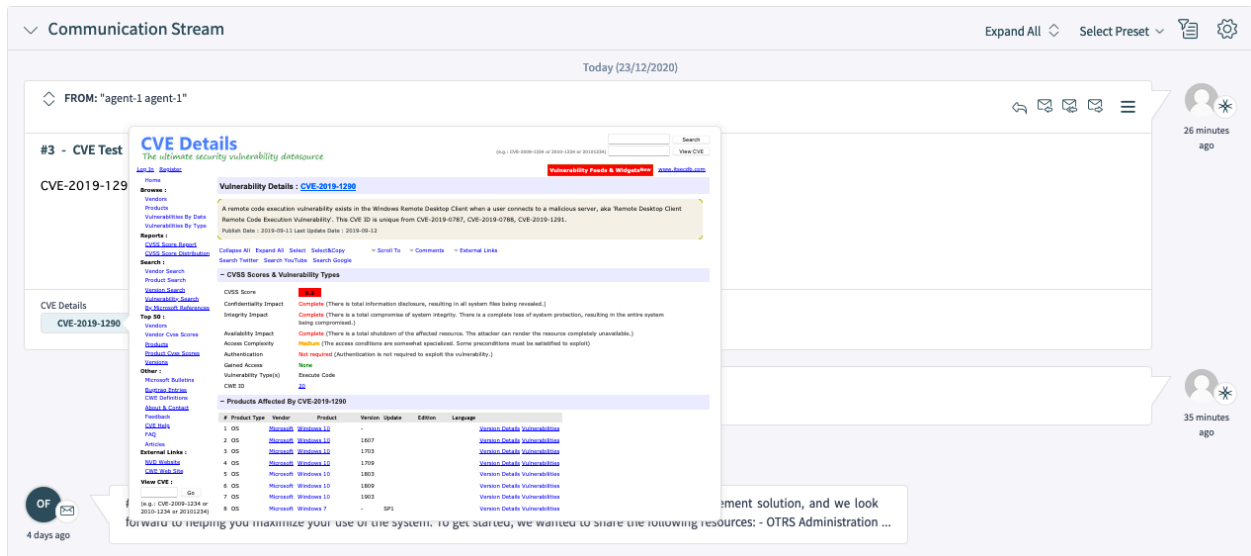 Communication Stream
Expand All
Select Preset
Today (23/12/2020)
FROM: "agent-1 agent-1"
26 minutes
ago
#3 - CVE Test
CVE-2019-129
CVE Details
CVE-2019-1290
CVE Details
The ultimate security vulnerability datasource
(e.g.: CVE-2009-1234 or 2010-1234 or 20101234)
Search
View CVE
Log In Register
Vulnerability Feeds & WidgetsNew www.itsecdb.com
Home
Browse :
Vendors
Products
Vulnerabilities By Date
Vulnerabilities By Type
Reports :
CVSS Score Report
CVSS Score Distribution
Search :
Vendor Search
Product Search
Version Search
Vulnerability Search
By Microsoft References
Top 50 :
Vendors
Vendor Cvss Scores
Products
Product Cvss Scores
Versions
Other :
Microsoft Bulletins
Bugtraq Entries
CWE Definitions
About & Contact
Feedback
CVE Help
FAQ
Articles
External Links :
NVD Website
CWE Web Site
View CVE :
Go
(e.g.: CVE-2009-1234 or
2010-1234 or 20101234)
Vulnerability Details : CVE-2019-1290
A remote code execution vulnerability exists in the Windows Remote Desktop Client when a user connects to a malicious server, aka 'Remote Desktop Client
Remote Code Execution Vulnerability'. This CVE ID is unique from CVE-2019-0787, CVE-2019-0788, CVE-2019-1291.
Publish Date : 2019-09-11 Last Update Date : 2019-09-12
Collapse All Expand All Select Select&Copy Scroll To Comments External Links
Search Twitter Search YouTube Search Google
– CVSS Scores & Vulnerability Types
CVSS Score 9.3
Confidentiality Impact Complete (There is total information disclosure, resulting in all system files being revealed.)
Integrity Impact Complete (There is a total compromise of system integrity. There is a complete loss of system protection, resulting in the entire system
being compromised.)
Availability Impact Complete (There is a total shutdown of the affected resource. The attacker can render the resource completely unavailable.)
Access Complexity Medium (The access conditions are somewhat specialized. Some preconditions must be satistified to exploit)
Authentication Not required (Authentication is not required to exploit the vulnerability.)
Gained Access None
Vulnerability Type(s) Execute Code
CWE ID 20
– Products Affected By CVE-2019-1290
# Product Type Vendor Product Version Update Edition Language
1 OS Microsoft Windows 10 - Version Details Vulnerabilities
2 OS Microsoft Windows 10 1607 Version Details Vulnerabilities
3 OS Microsoft Windows 10 1703 Version Details Vulnerabilities
4 OS Microsoft Windows 10 1709 Version Details Vulnerabilities
5 OS Microsoft Windows 10 1803 Version Details Vulnerabilities
6 OS Microsoft Windows 10 1809 Version Details Vulnerabilities
7 OS Microsoft Windows 10 1903 Version Details Vulnerabilities
8 OS Microsoft Windows 7 - SP1 Version Details Vulnerabilities
35 minutes
ago
OF
4 days ago
ement solution, and we look
forward to helping you maximize your use of the system. To get started, we wanted to share the following resources: - OTRS Administration ...